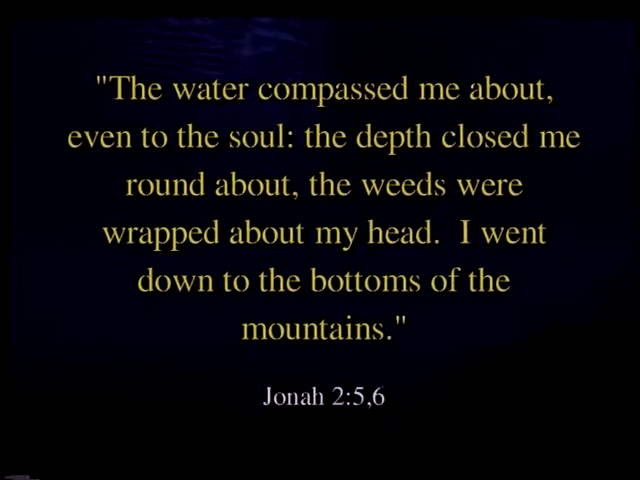 "The water compassed me about,
even to the soul: the depth closed me
round about, the weeds were
wrapped about my head.  I went
down to the bottoms of the
mountains."
Jonah 2:5,6